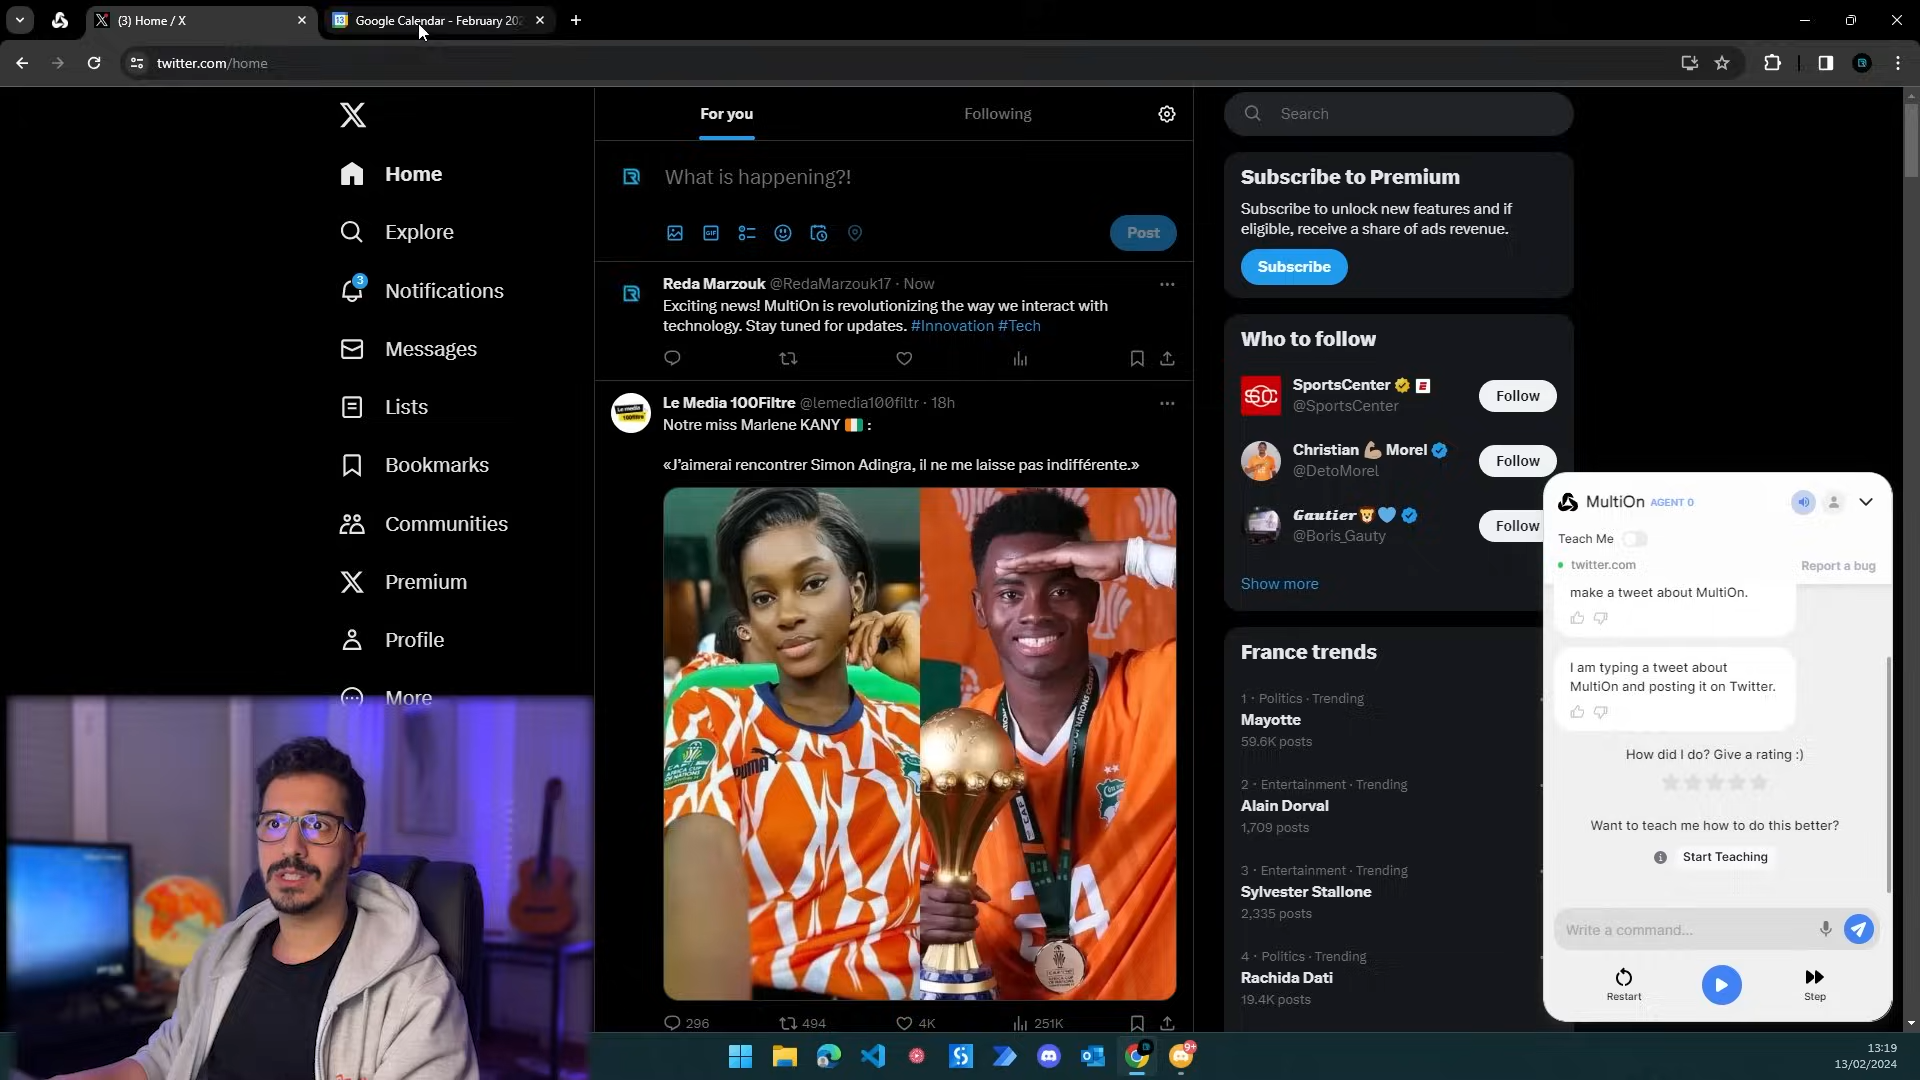 (3) Home / X
Google Calendar - February 202
twitter.com/home
For you
Following
Search
Home
Explore
3
Notifications
Messages
Lists
Bookmarks
Communities
Premium
Profile
More
What is happening?!
GIF
Post
Reda Marzouk @RedaMarzouk17 · Now
Exciting news! MultiOn is revolutionizing the way we interact with
technology. Stay tuned for updates. #Innovation #Tech
Le Media 100Filtre @lemedia100filtr · 18h
Notre miss Marlene KANY 🇨🇮 :
«J'aimerai rencontrer Simon Adingra, il ne me laisse pas indifférente.»
PUMA
24
296
494
4K
251K
Subscribe to Premium
Subscribe to unlock new features and if
eligible, receive a share of ads revenue.
Subscribe
Who to follow
SportsCenter
@SportsCenter
Follow
Christian 💪🏽 Morel
@DetoMorel
Follow
Gautier🦁💙
@Boris_Gauty
Follow
Show more
France trends
1 · Politics · Trending
Mayotte
59.6K posts
2 · Entertainment · Trending
Alain Dorval
1,709 posts
3 · Entertainment · Trending
Sylvester Stallone
2,335 posts
4 · Politics · Trending
Rachida Dati
19.4K posts
MultiOn AGENT 0
Teach Me
twitter.com
Report a bug
make a tweet about MultiOn.
I am typing a tweet about
MultiOn and posting it on Twitter.
How did I do? Give a rating :)
Want to teach me how to do this better?
Start Teaching
Write a command...
Restart
Step
9+
13:19
13/02/2024